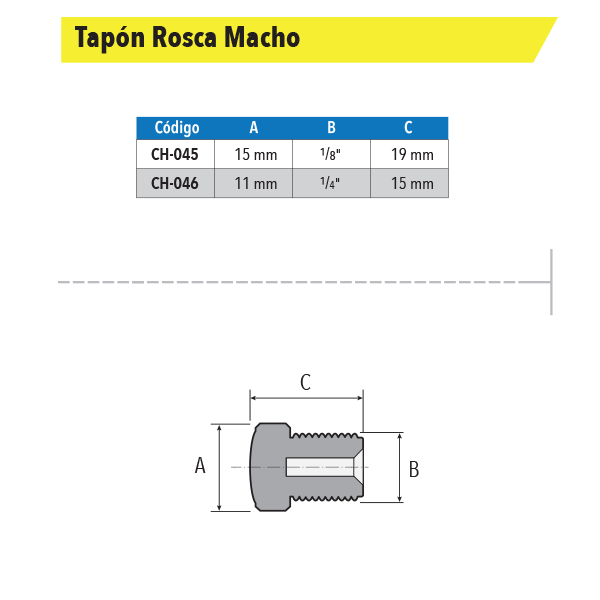 Tapón Rosca Macho
Código A B C
CH-045 15 mm 1/8" 19 mm
CH-046 11 mm 1/4" 15 mm
C
A
B